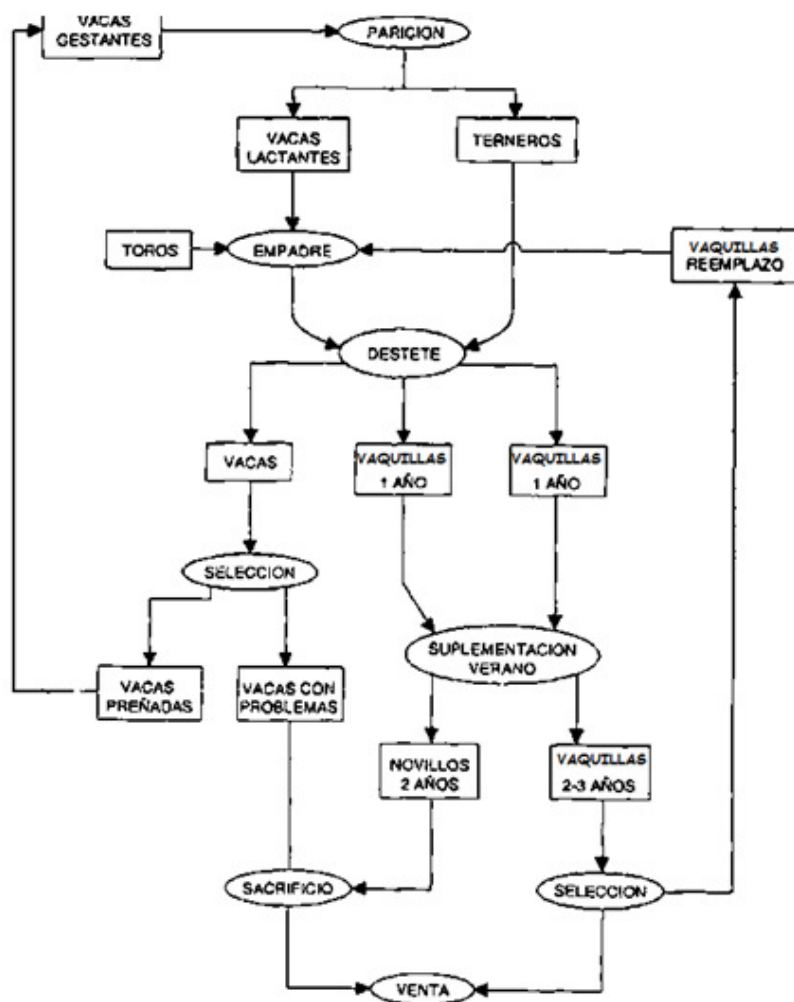 VACAS
GESTANTES
PARICION
VACAS
LACTANTES
TERNEROS
TOROS
EMPADRE
VAQUILLAS
REEMPLAZO
DESTETE
VACAS
VAQUILLAS
1 AÑO
VAQUILLAS
1 AÑO
SELECCION
SUPLEMENTACION
VERANO
VACAS
PREÑADAS
VACAS CON
PROBLEMAS
NOVILLOS
2 AÑOS
VAQUILLAS
2-3 AÑOS
SACRIFICIO
SELECCION
VENTA